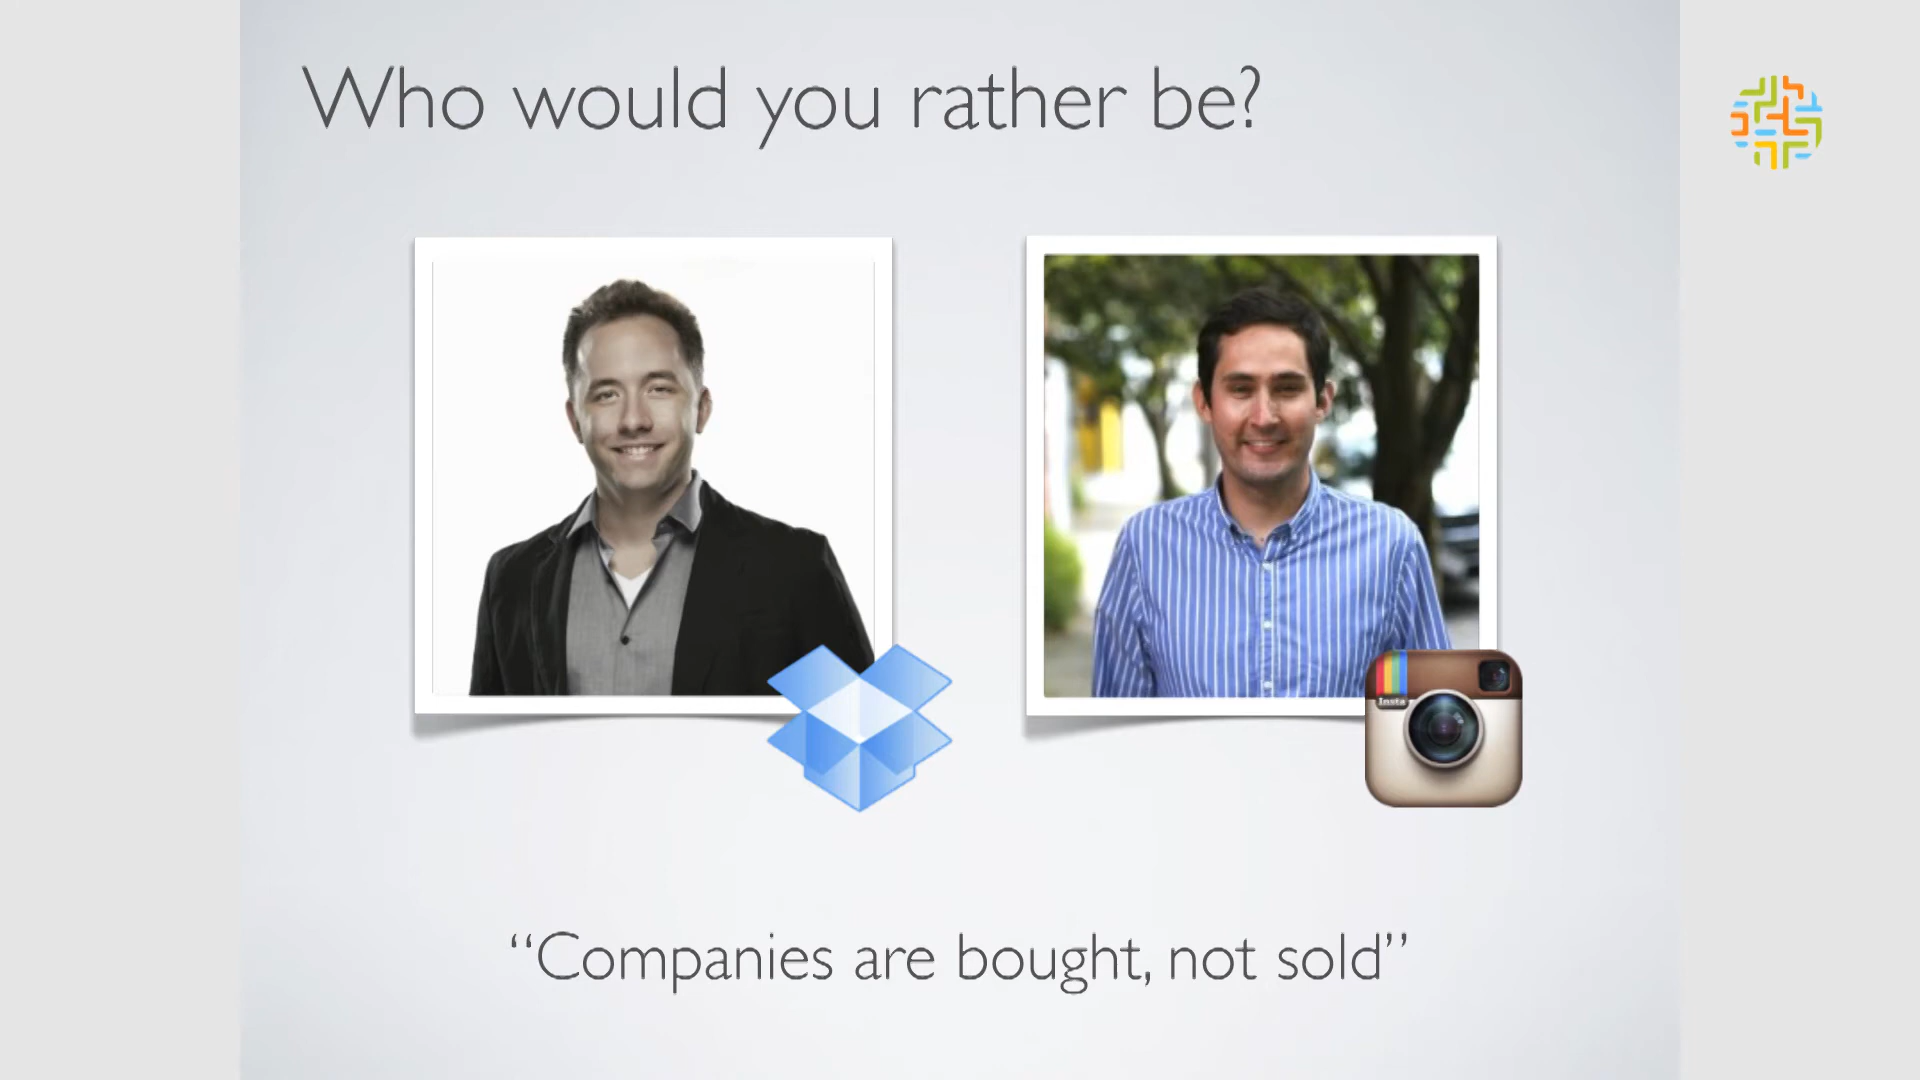 Who would you rather be?
Insta
“Companies are bought, not sold”